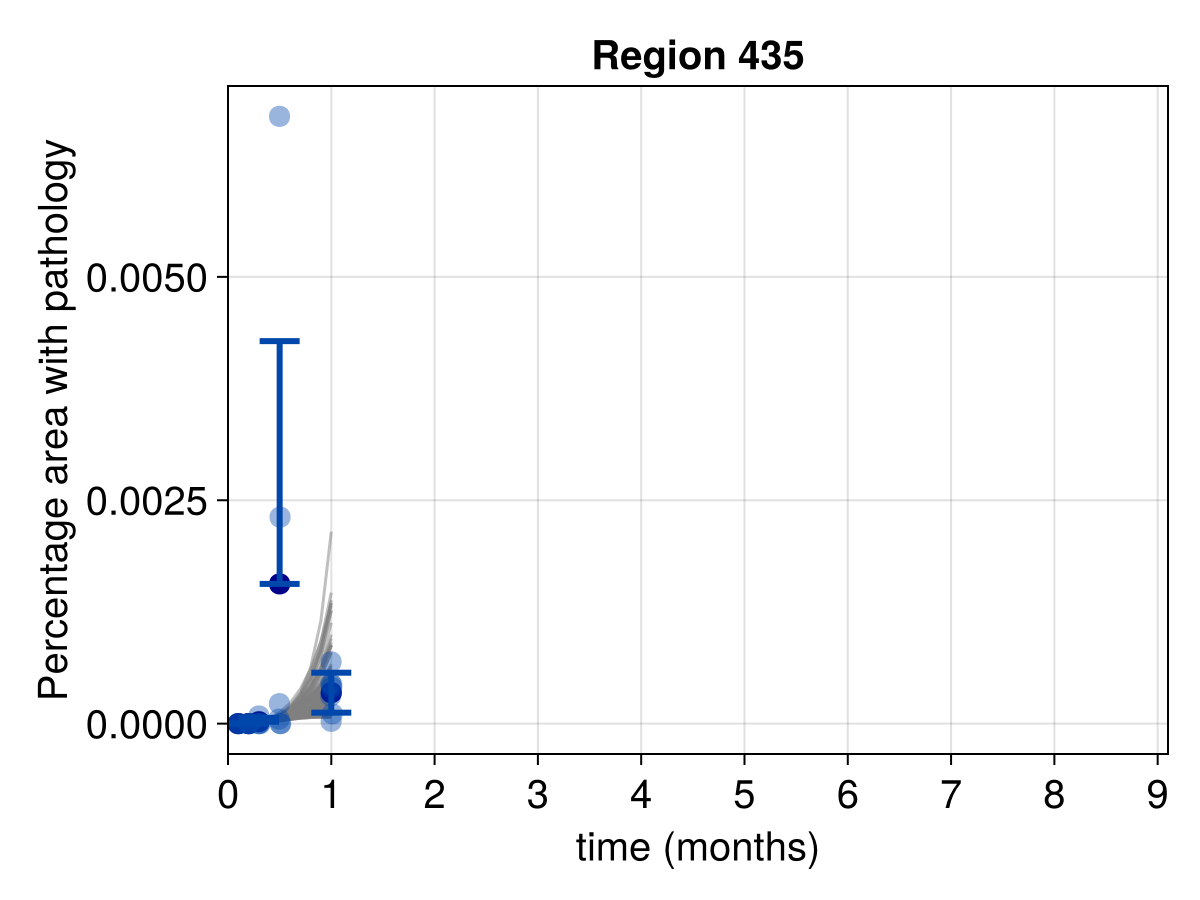 Region 435
Percentage area with pathology
0.0050
0.0025
0.0000
0 1 2 3 4 5 6 7 8 9
time (months)